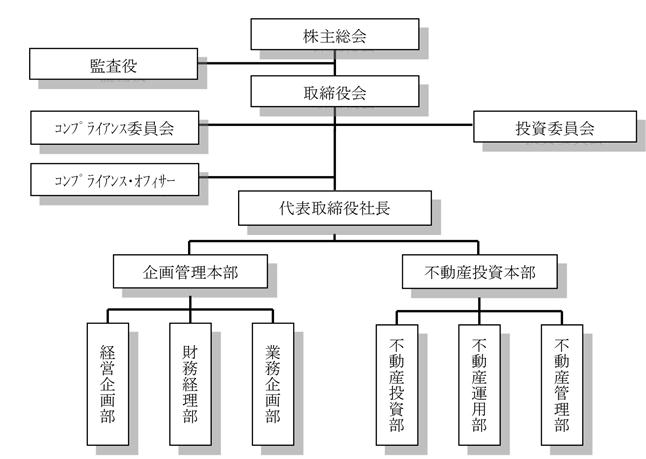 株主総会
監査役
取締役会
ｺﾝﾌﾟﾗｲｱﾝｽ委員会
投資委員会
ｺﾝﾌﾟﾗｲｱﾝｽ･ｵﾌｨｻｰ
代表取締役社長
企画管理本部
不動産投資本部
経営企画部
財務経理部
業務企画部
不動産投資部
不動産運用部
不動産管理部